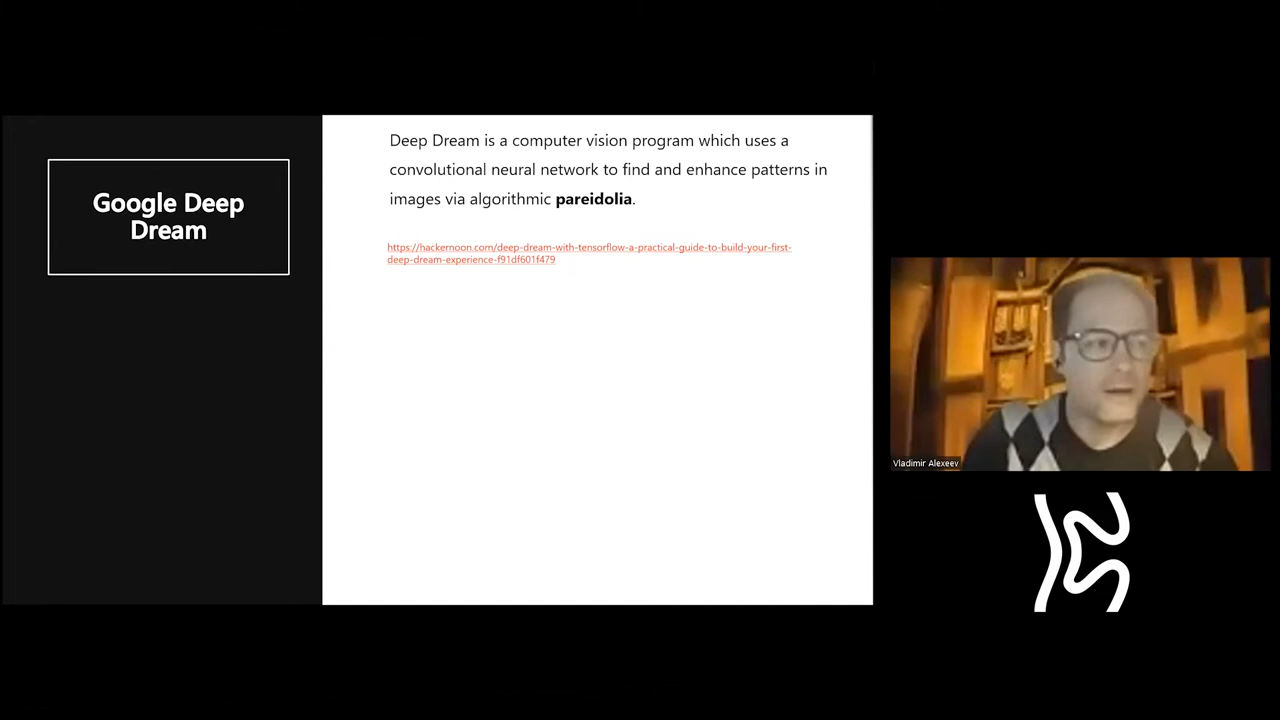 Google Deep
Dream
Deep Dream is a computer vision program which uses a
convolutional neural network to find and enhance patterns in
images via algorithmic pareidolia.
https://hackernoon.com/deep-dream-with-tensorflow-a-practical-guide-to-build-your-first-
deep-dream-experience-f91df601f479
Vladimir Alexeev